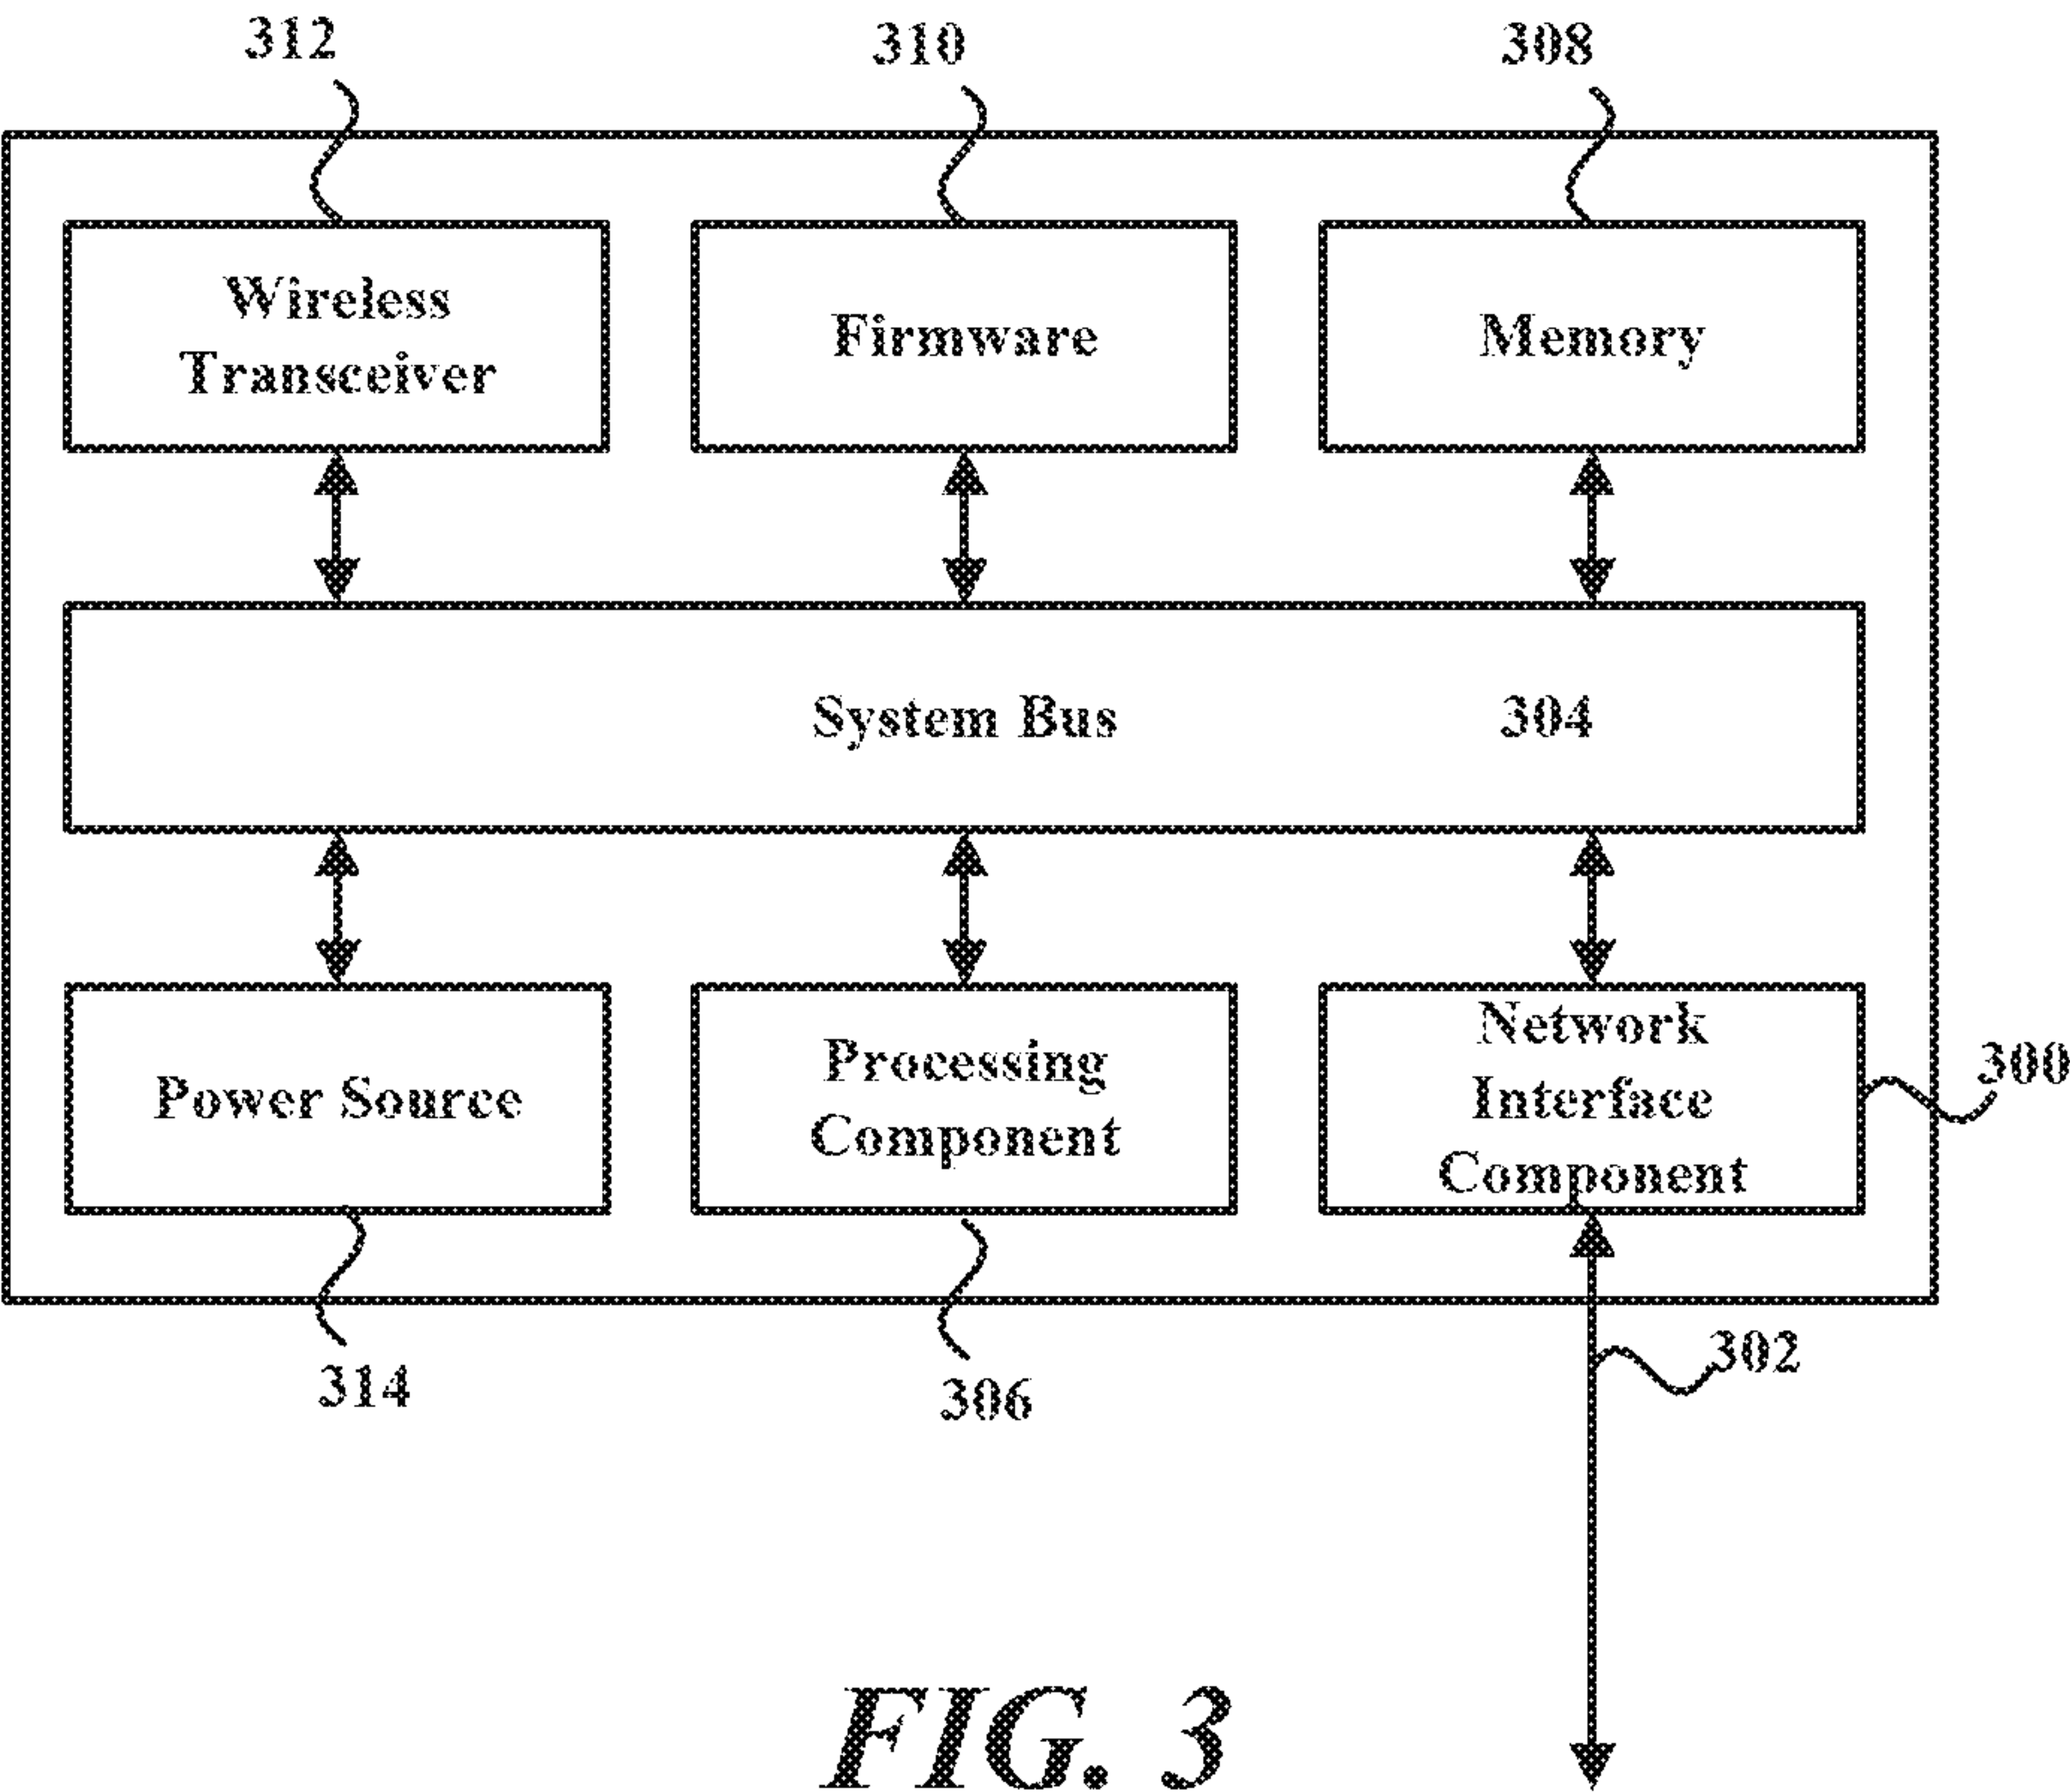 312
310
308
Wireless
Transceiver
Firmware
Memory
System Bus
304
Power Source
Processing
Component
Network
Interface
Component
300
314
306
302
FIG. 3